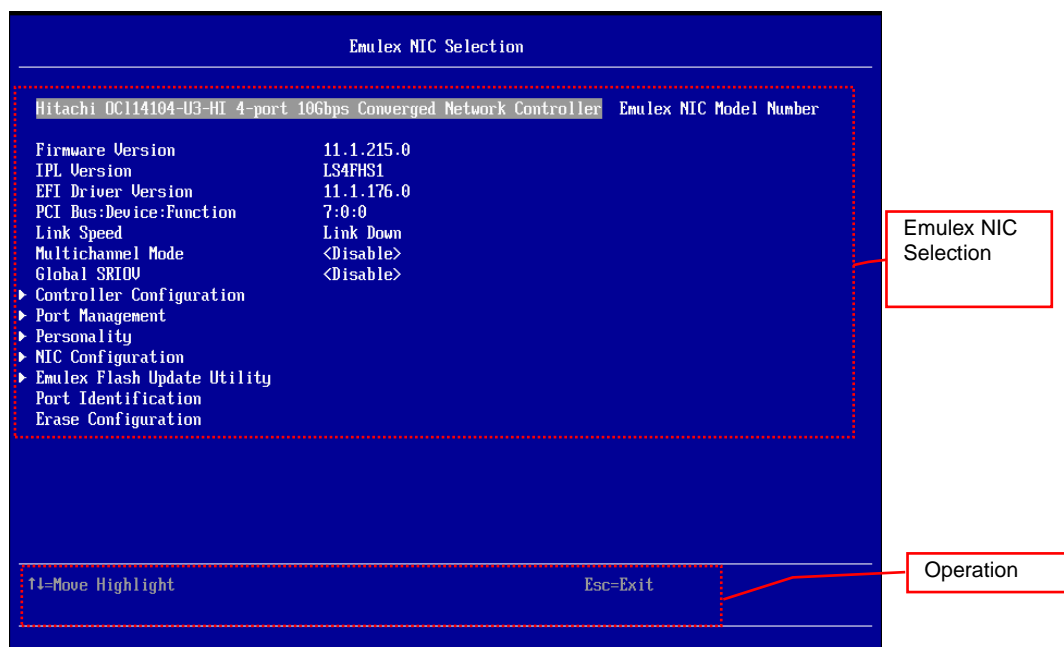 Emulex NIC Selection
Hitachi OCl14104-U3-HI 4-port 10Gbps Converged Network Controller Emulex NIC Model Number
Firmware Version 11.1.215.0
IPL Version LS4FHS1
EFI Driver Version 11.1.176.0
PCI Bus:Device:Function 7:0:0
Link Speed Link Down
Multichannel Mode <Disable>
Global SRIOV <Disable>
► Controller Configuration
► Port Management
► Personality
► NIC Configuration
► Emulex Flash Update Utility
Port Identification
Erase Configuration
Emulex NIC
Selection
↑↓=Move Highlight Esc=Exit
Operation